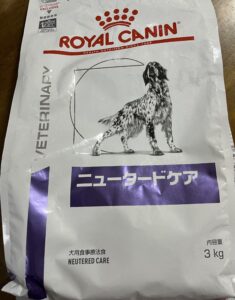 ROYAL CANIN
VETERINARY
ニュータードケア
犬用食事療法食
NEUTERED CARE
内容量
3 kg